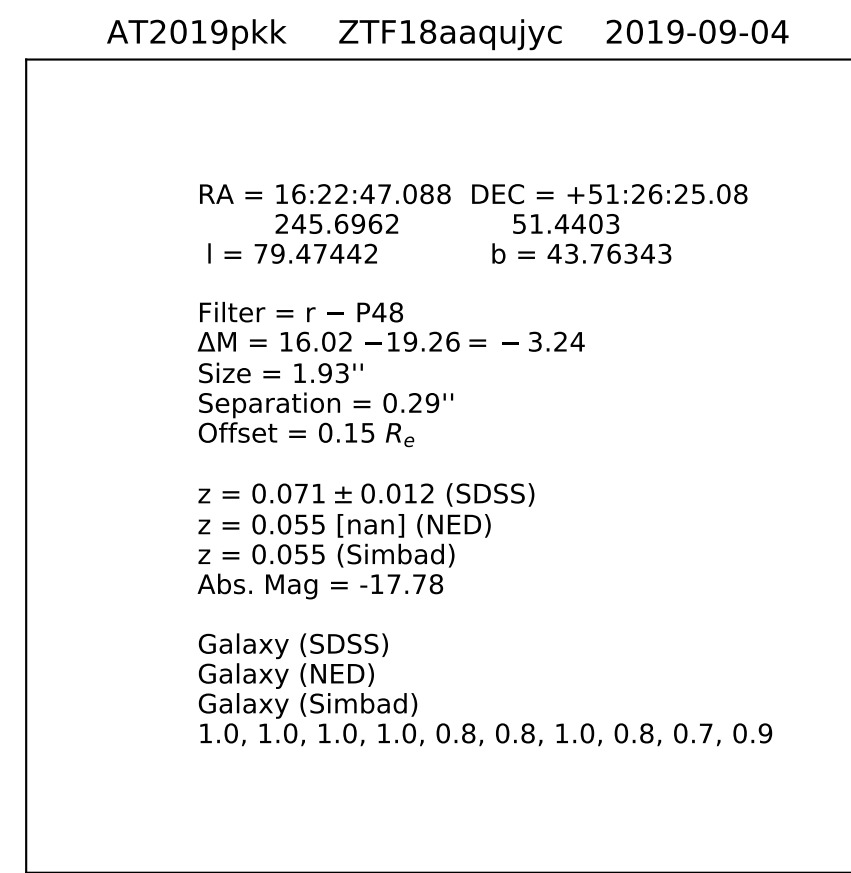 AT2019pkk ZTF18aaqujyc 2019-09-04
RA = 16:22:47.088 DEC = +51:26:25.08
245.6962 51.4403
l = 79.47442 b = 43.76343
Filter = r − P48
ΔM = 16.02 −19.26 = − 3.24
Size = 1.93''
Separation = 0.29''
Offset = 0.15 Rₑ
z = 0.071 ± 0.012 (SDSS)
z = 0.055 [nan] (NED)
z = 0.055 (Simbad)
Abs. Mag = -17.78
Galaxy (SDSS)
Galaxy (NED)
Galaxy (Simbad)
1.0, 1.0, 1.0, 1.0, 0.8, 0.8, 1.0, 0.8, 0.7, 0.9